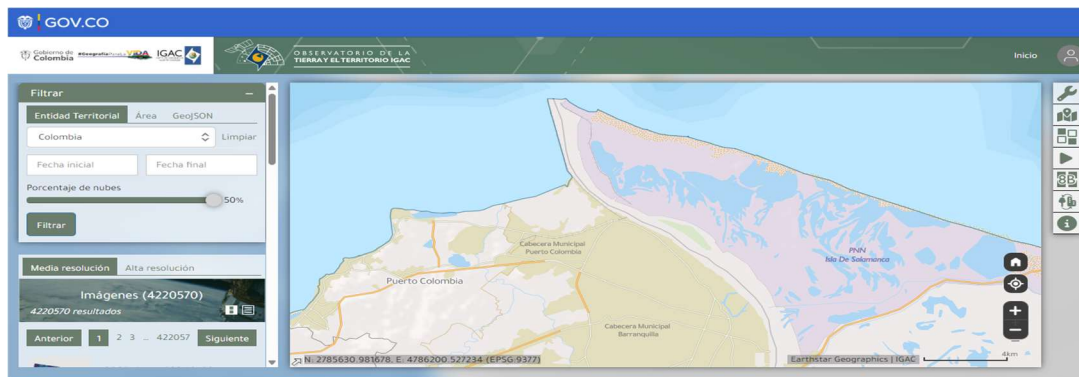 GOV.CO
Gobierno de Colombia
VIDA
IGAC
OBSERVATORIO DE LA
TIERRA Y EL TERRITORIO IGAC
Inicio
Filtrar
Entidad Territorial Área GeoJSON
Colombia Limpiar
Fecha inicial Fecha final
Porcentaje de nubes
50%
Filtrar
Media resolución Alta resolución
Imágenes (4220570)
4220570 resultados
Anterior 1 2 3 ... 422057 Siguiente
Cabecera Municipal
Puerto Colombia
Puerto Colombia
Cabecera Municipal
Barranquilla
PNN
Isla De Salamanca
N: 2785630.981678, E: 4786200.527234 (EPSG:9377)
Earthstar Geographics | IGAC
4km